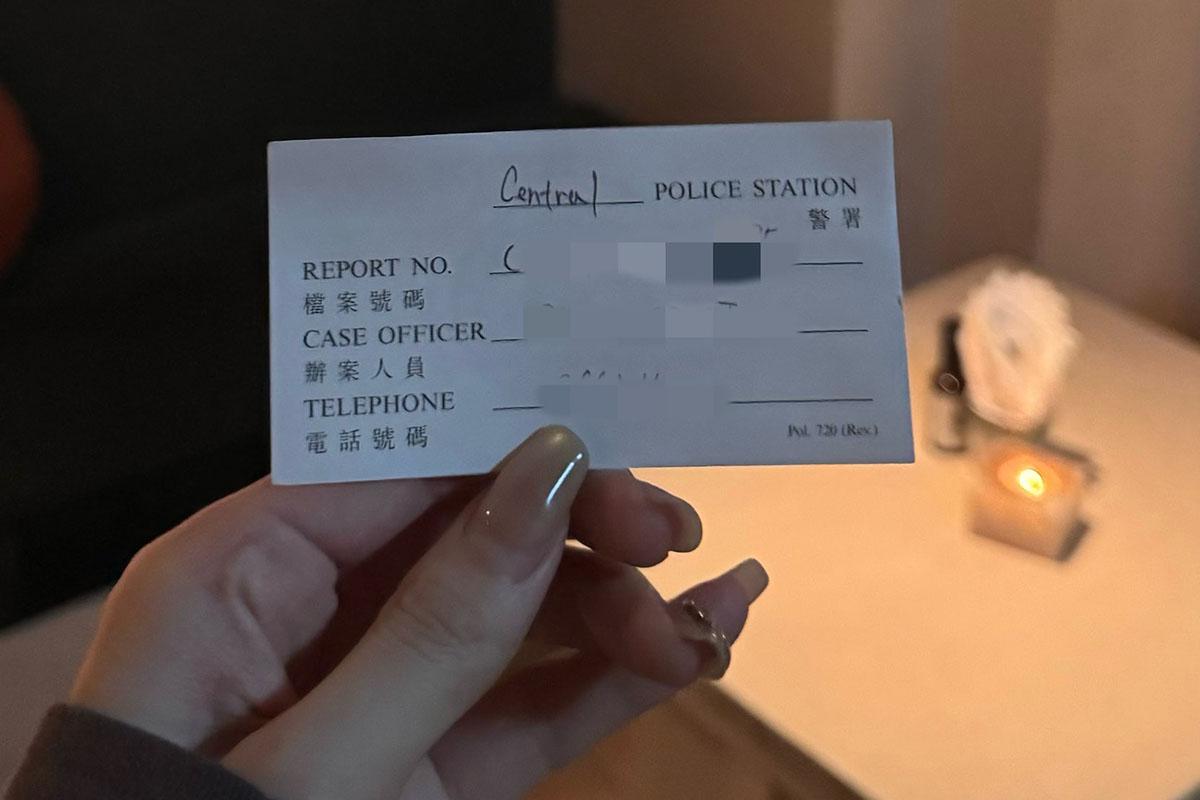 Central POLICE STATION
警署
REPORT NO. C
檔案號碼
CASE OFFICER
辦案人員
TELEPHONE
電話號碼
Pol. 720 (Rev.)